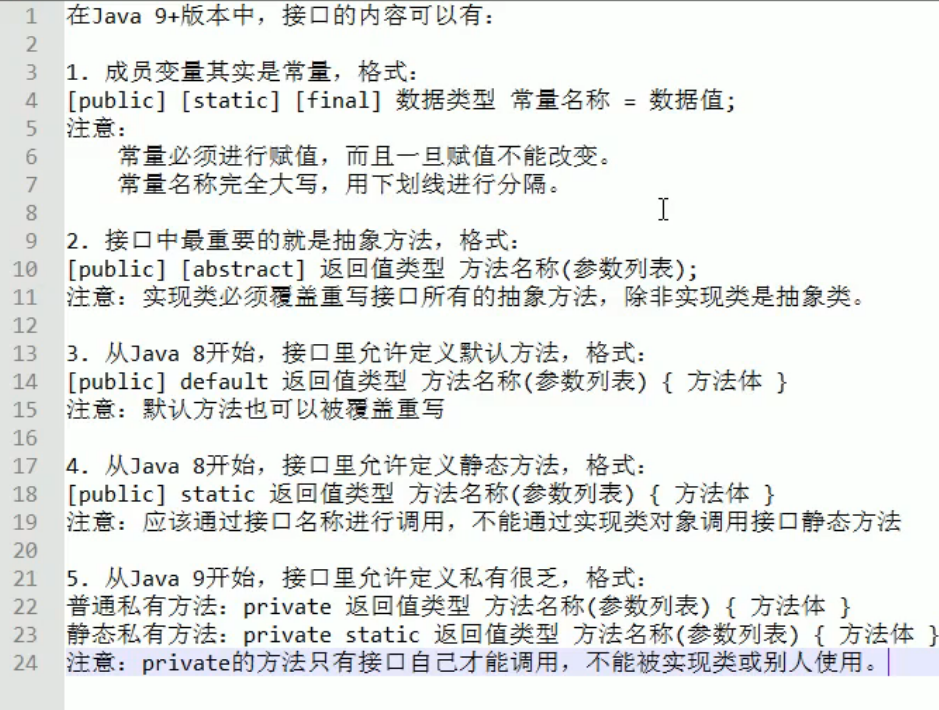 1 在Java 9+版本中，接口的内容可以有：
2
3 1. 成员变量其实是常量，格式：
4 [public] [static] [final] 数据类型 常量名称 = 数据值;
5 注意：
6 常量必须进行赋值，而且一旦赋值不能改变。
7 常量名称完全大写，用下划线进行分隔。
8
9 2. 接口中最重要的就是抽象方法，格式：
10 [public] [abstract] 返回值类型 方法名称(参数列表);
11 注意：实现类必须覆盖重写接口所有的抽象方法，除非实现类是抽象类。
12
13 3. 从Java 8开始，接口里允许定义默认方法，格式：
14 [public] default 返回值类型 方法名称(参数列表) { 方法体 }
15 注意：默认方法也可以被覆盖重写
16
17 4. 从Java 8开始，接口里允许定义静态方法，格式：
18 [public] static 返回值类型 方法名称(参数列表) { 方法体 }
19 注意：应该通过接口名称进行调用，不能通过实现类对象调用接口静态方法
20
21 5. 从Java 9开始，接口里允许定义私有很乏，格式：
22 普通私有方法：private 返回值类型 方法名称(参数列表) { 方法体 }
23 静态私有方法：private static 返回值类型 方法名称(参数列表) { 方法体 }
24 注意：private的方法只有接口自己才能调用，不能被实现类或别人使用。